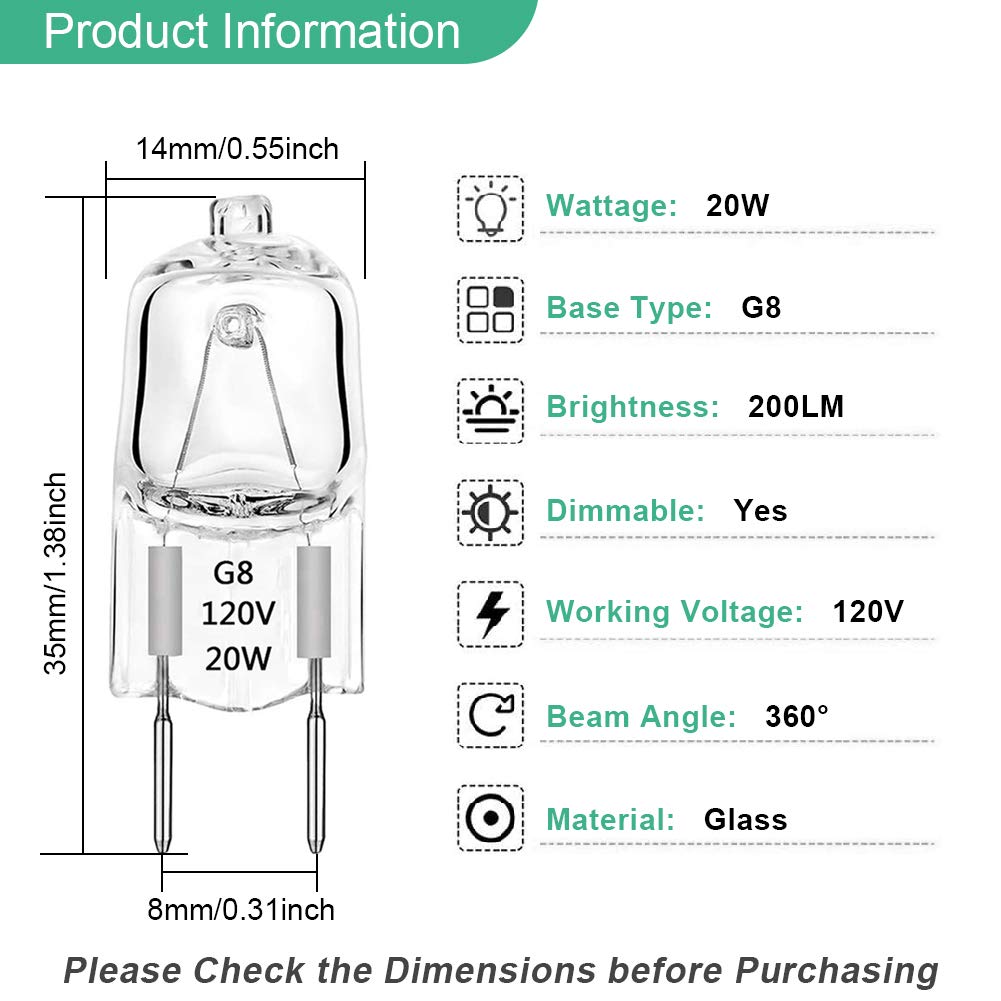 Product Information
14mm/0.55inch
35mm/1.38inch
G8
120V
20W
8mm/0.31inch
Wattage: 20W
Base Type: G8
Brightness: 200LM
Dimmable: Yes
Working Voltage: 120V
Beam Angle: 360°
Material: Glass
Please Check the Dimensions before Purchasing